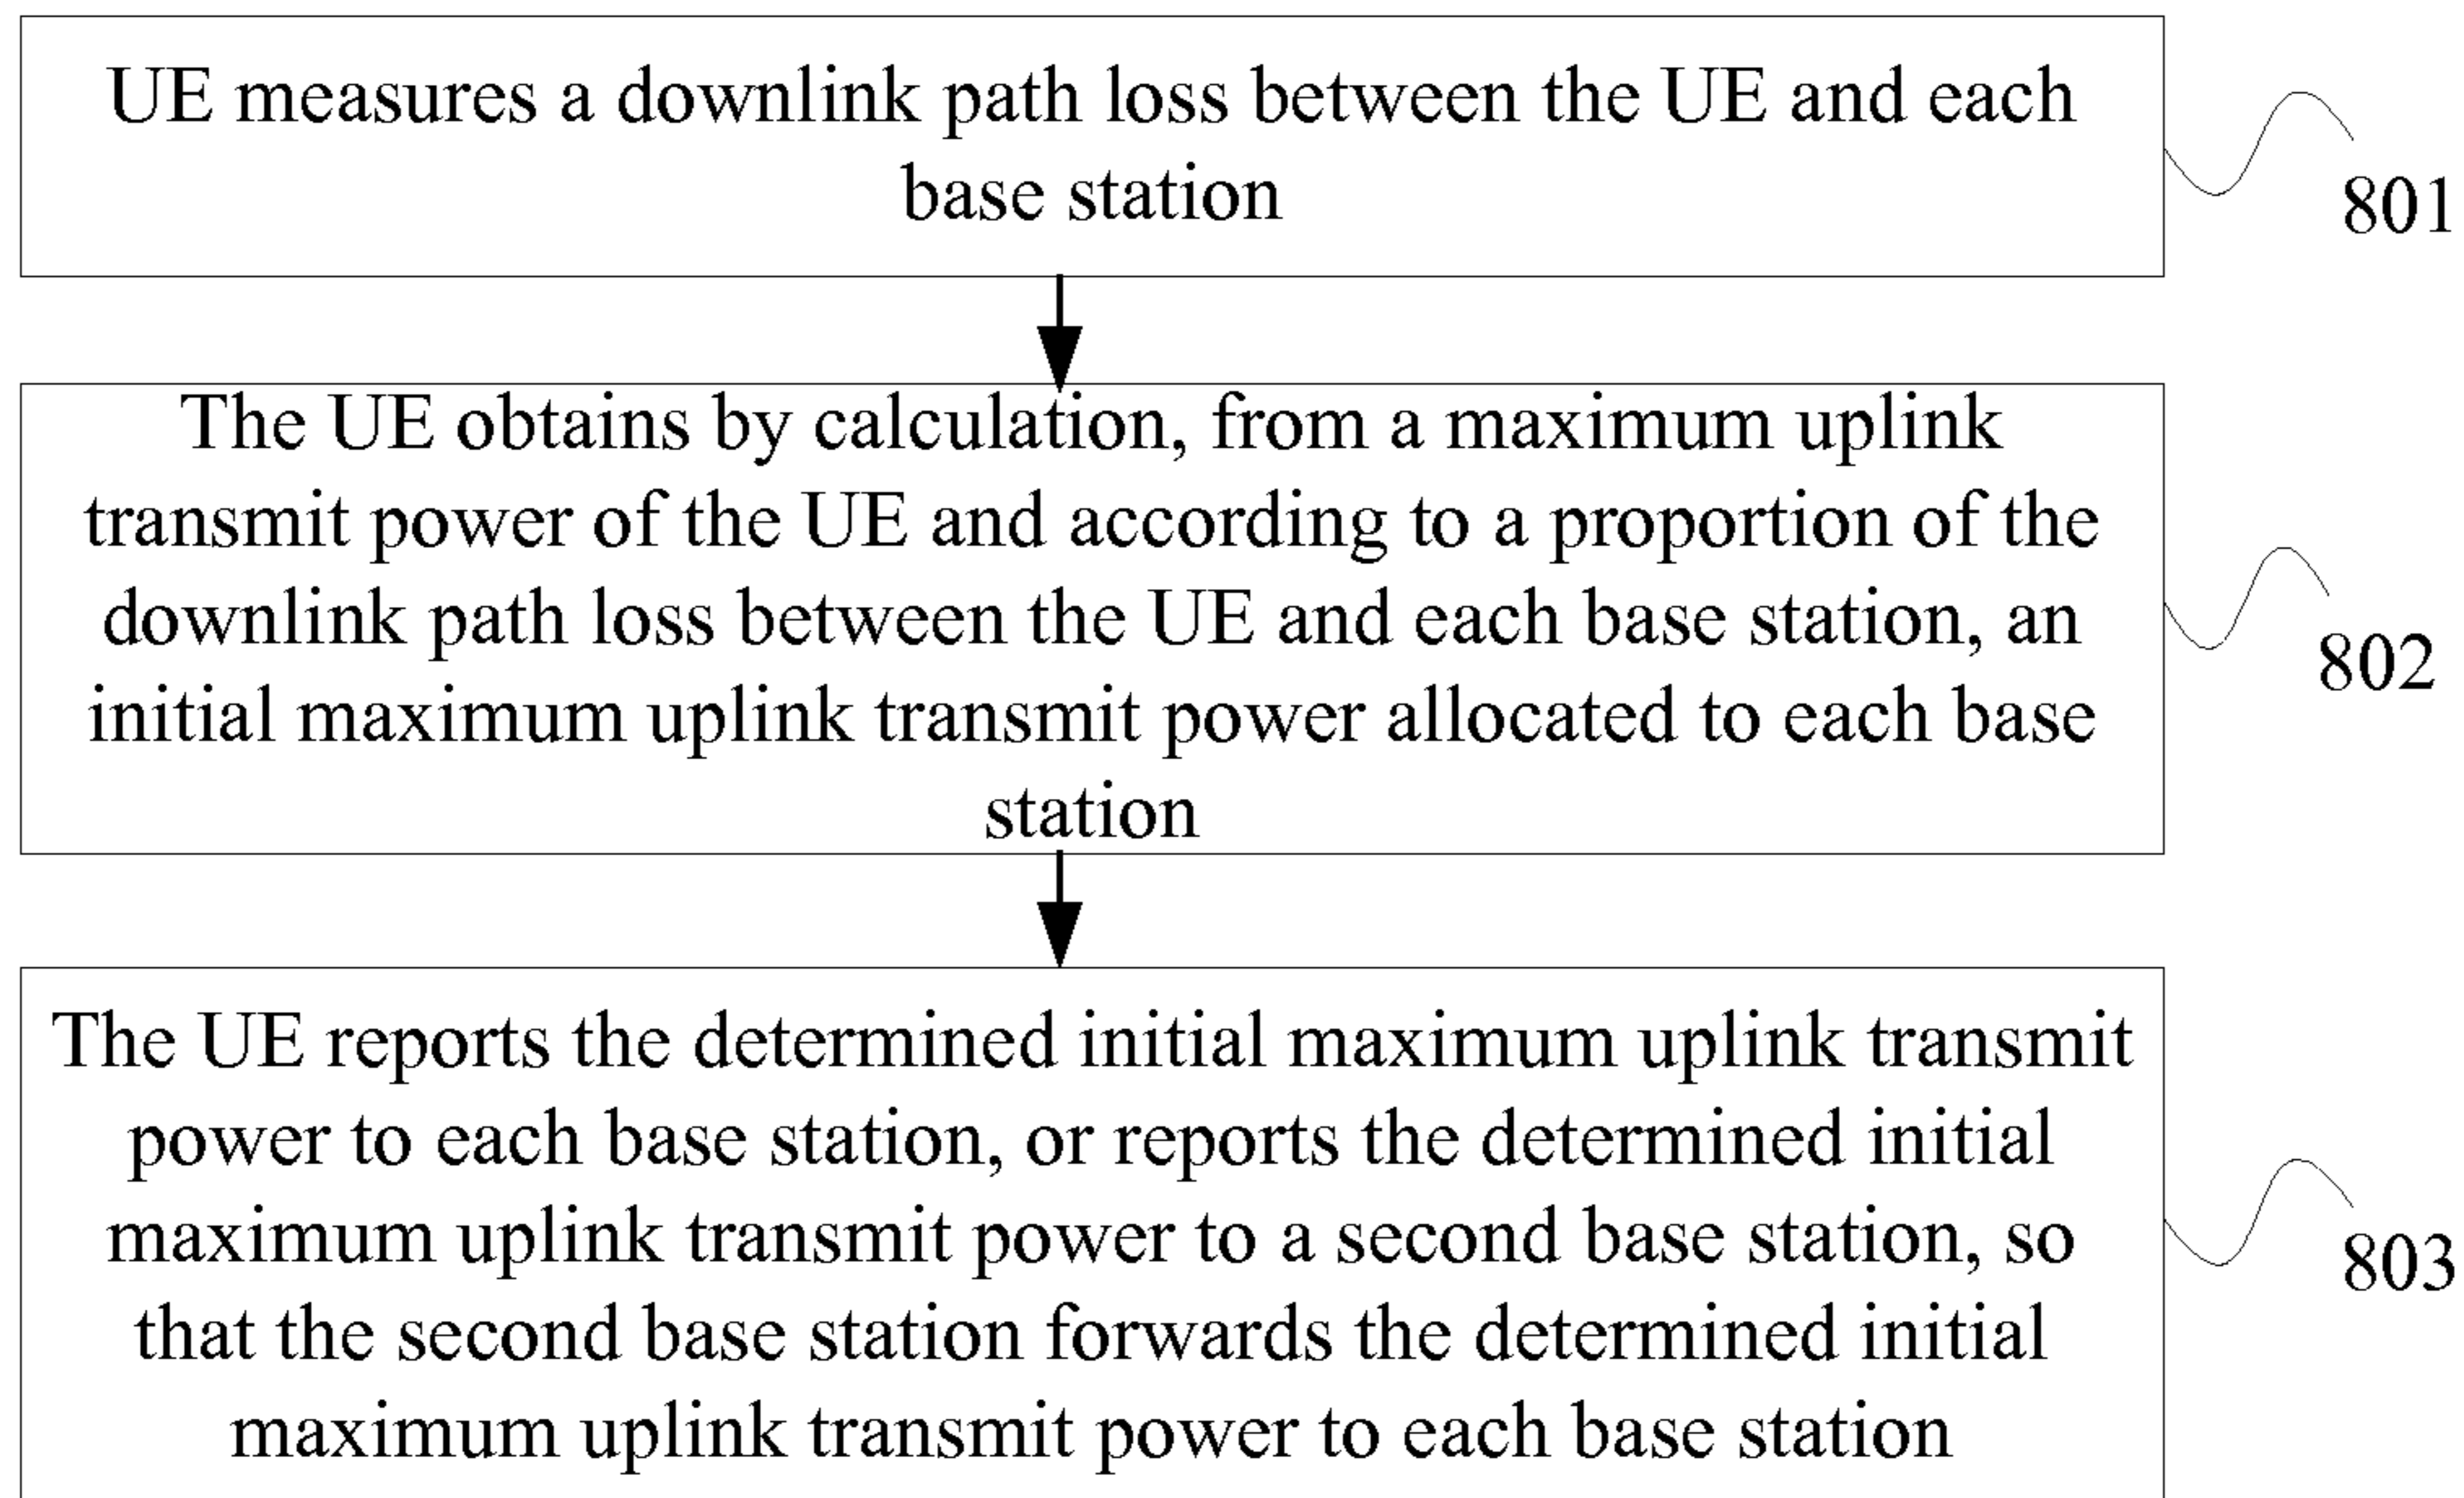 UE measures a downlink path loss between the UE and each
base station
801
The UE obtains by calculation, from a maximum uplink
transmit power of the UE and according to a proportion of the
downlink path loss between the UE and each base station, an
initial maximum uplink transmit power allocated to each base
station
802
The UE reports the determined initial maximum uplink transmit
power to each base station, or reports the determined initial
maximum uplink transmit power to a second base station, so
that the second base station forwards the determined initial
maximum uplink transmit power to each base station
803